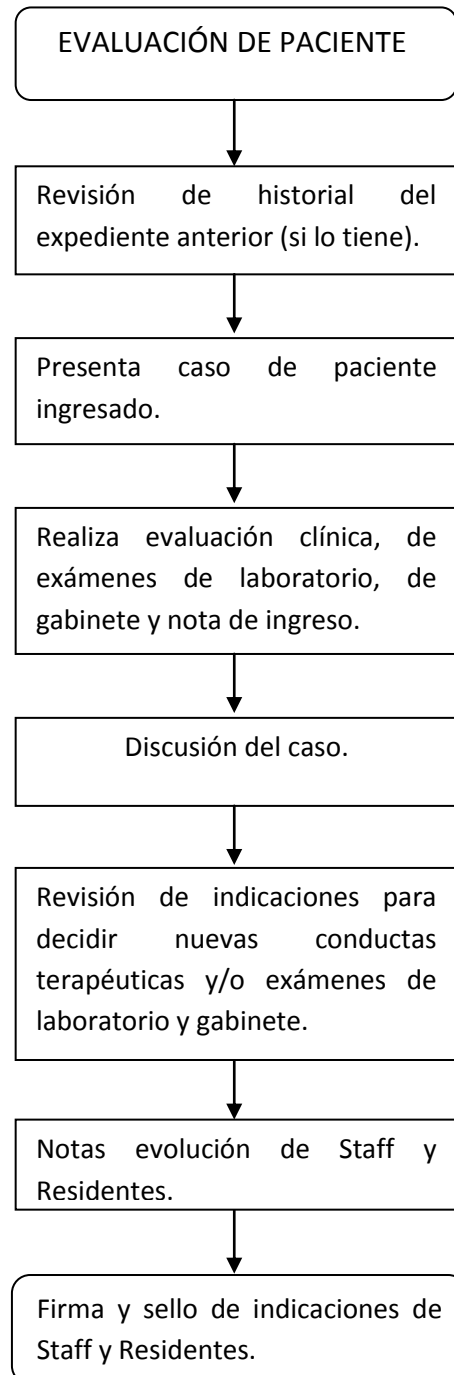 EVALUACIÓN DE PACIENTE
Revisión de historial del
expediente anterior (si lo tiene).
Presenta caso de paciente
ingresado.
Realiza evaluación clínica, de
exámenes de laboratorio, de
gabinete y nota de ingreso.
Discusión del caso.
Revisión de indicaciones para
decidir nuevas conductas
terapéuticas y/o exámenes de
laboratorio y gabinete.
Notas evolución de Staff y
Residentes.
Firma y sello de indicaciones de
Staff y Residentes.